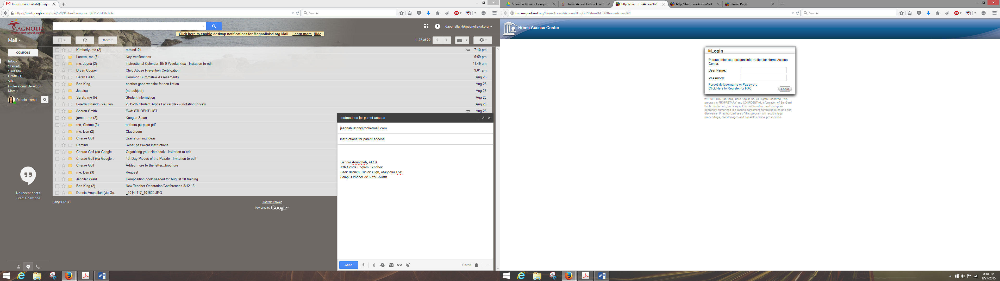 Inbox - daounallah@mag...
https://mail.google.com/mail/u/0/#inbox?compose=14f71e1b134cb06c
Search
MAGNOLIA
INDEPENDENT SCHOOL DISTRICT
daounallah@magnoliaisd.org
Click here to enable desktop notifications for Magnoliaisd.org Mail. Learn more Hide
Mail
More
1–22 of 22
COMPOSE
Inbox
Starred
Sent Mail
Drafts (1)
504
Professional Develop...
More
Dennis Yamel
No recent chats
Start a new one
Kimberly, me (2) remind101 7:10 pm
Loretta, me (3) Key Verifications 5:59 pm
me, Jayna (2) Instructional Calendar 4th 9 Weeks.xlsx - Invitation to edit 11:49 am
Bryan Cooper Child Abuse Prevention Certification 9:01 am
Sarah Bellini Common Summative Assessments Aug 26
Ben King another good website for non-fiction Aug 25
Jessica (no subject) Aug 25
Sarah, me (5) Student Information Aug 25
Loretta Orlando (via Goo. 2015-16 Student Alpha Locker.xlsx - Invitation to view Aug 25
Sharon Smith Fwd: STUDENT LIST Aug 25
james, me (2) Kaegan Sloan
me, Cherae (3) authors purpose.pdf
me, Ben (2) Classroom
Cherae Goff Brainstorming Ideas
Remind Reset password instructions
Cherae Goff (via Google . Organizing your Notebook - Invitation to edit
Cherae Goff (via Google . 1st Day Pieces of the Puzzle - Invitation to edit
Cherae Goff Added more to the letter...brochure
me, Ben (3) Request
Jennifer Ward Composition book needed for August 20 training
Ben King (2) New Teacher Orientation/Conferences 8/12-13
Dennis Aounallah (via Go. _20141117_101520.JPG
Using 0.12 GB
Program Policies
Powered by Google™
Instructions for parent access
jeannahuston@rocketmail.com
Instructions for parent access
Dennis Aounallah, M.Ed.
7th Grade English Teacher
Bear Branch Junior High, Magnolia ISD
Campus Phone: 281-356-6088
Send
Saved
Shared with me - Google ...
Home Access Center Over...
http://hac....meAccess%2f
http://hac....meAccess%2f
Home Page
hac.magnoliaisd.org/HomeAccess/Account/LogOn?ReturnUrl=%2fhomeAccess%2f
Search
Home Access Center
Login
Please enter your account information for Home Access
Center.
User Name:
Password:
Forgot My Username or Password
Click Here to Register for HAC
Login
© 1990-2015 SunGard Public Sector Inc. All Rights Reserved. This
program is PROPRIETARY and CONFIDENTIAL information of SunGard
Public Sector Inc., and may not be disclosed or used except as
expressly authorized in a license agreement controlling such use and
disclosure. Unauthorized use of this program will result in legal
proceedings, civil damages and possible criminal prosecution.
8:18 PM
8/27/2015